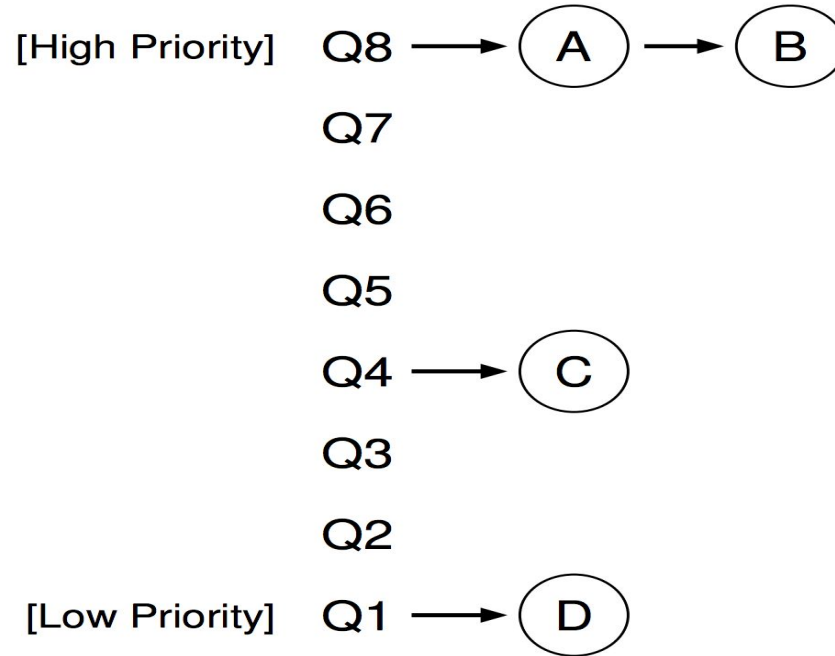 [High Priority] Q8 A B
Q7
Q6
Q5
Q4 C
Q3
Q2
[Low Priority] Q1 D